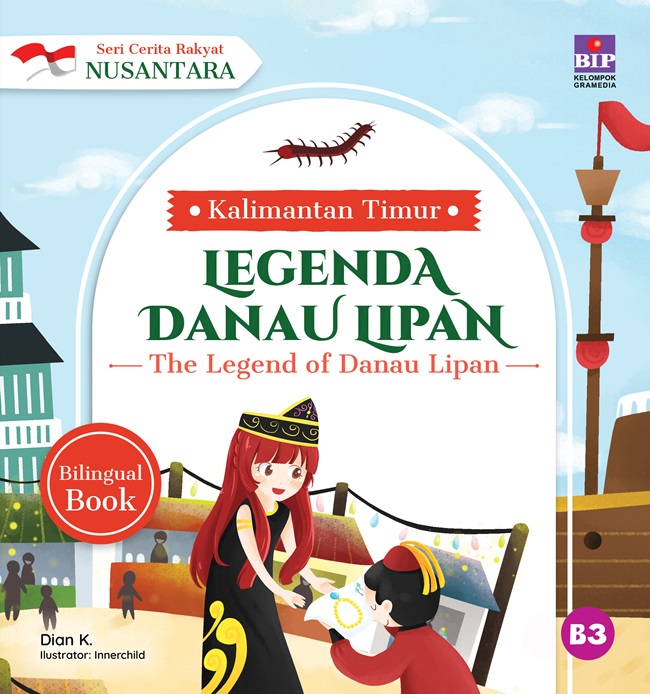 Seri Cerita Rakyat
NUSANTARA
BIP
KELOMPOK
GRAMEDIA
• Kalimantan Timur •
LEGENDA
DANAU LIPAN
The Legend of Danau Lipan
Bilingual
Book
Dian K.
Ilustrator: Innerchild
B3